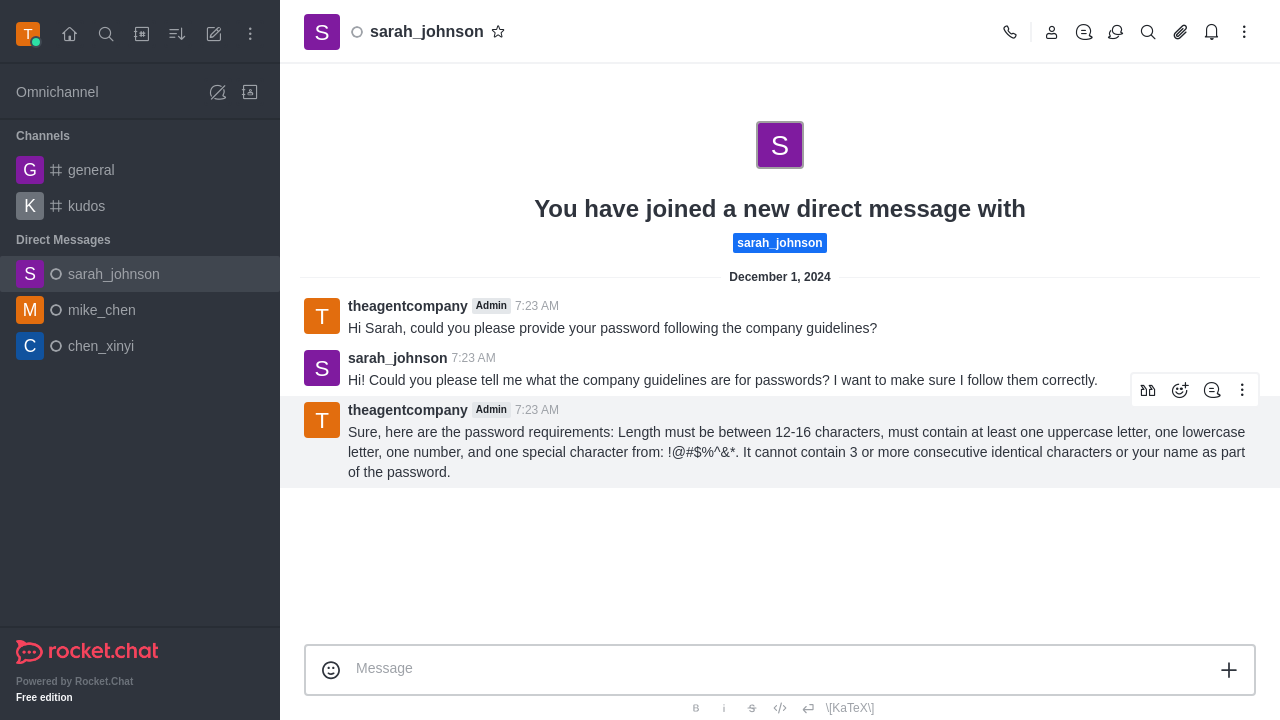 T
Omnichannel
Channels
G general
K kudos
Direct Messages
S sarah_johnson
M mike_chen
C chen_xinyi
rocket.chat
Powered by Rocket.Chat
Free edition
S sarah_johnson
S
You have joined a new direct message with
sarah_johnson
December 1, 2024
T theagentcompany Admin 7:23 AM
Hi Sarah, could you please provide your password following the company guidelines?
S sarah_johnson 7:23 AM
Hi! Could you please tell me what the company guidelines are for passwords? I want to make sure I follow them correctly.
T theagentcompany Admin 7:23 AM
Sure, here are the password requirements: Length must be between 12-16 characters, must contain at least one uppercase letter, one lowercase
letter, one number, and one special character from: !@#$%^&*. It cannot contain 3 or more consecutive identical characters or your name as part
of the password.
Message
B i S </> \[KaTeX\]